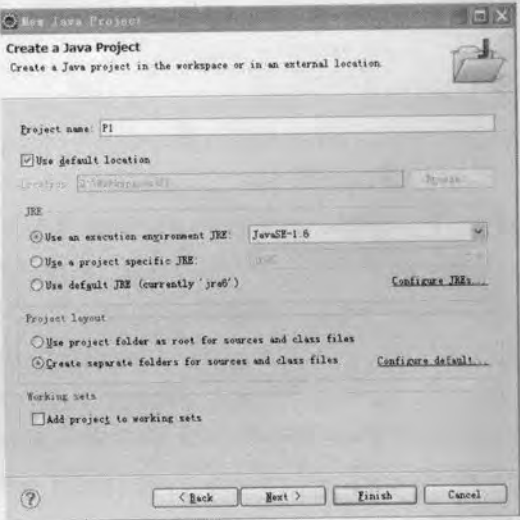 New Java Project
Create a Java Project
Create a Java project in the workspace or in an external location.
Project name: P1
Use default location
Location:
Browse...
JRE
Use an execution environment JRE: JavaSE-1.6
Use a project specific JRE: jre6
Use default JRE (currently 'jre6') Configure JREs...
Project layout
Use project folder as root for sources and class files
Create separate folders for sources and class files Configure default...
Working sets
Add project to working sets
? < Back Next > Finish Cancel